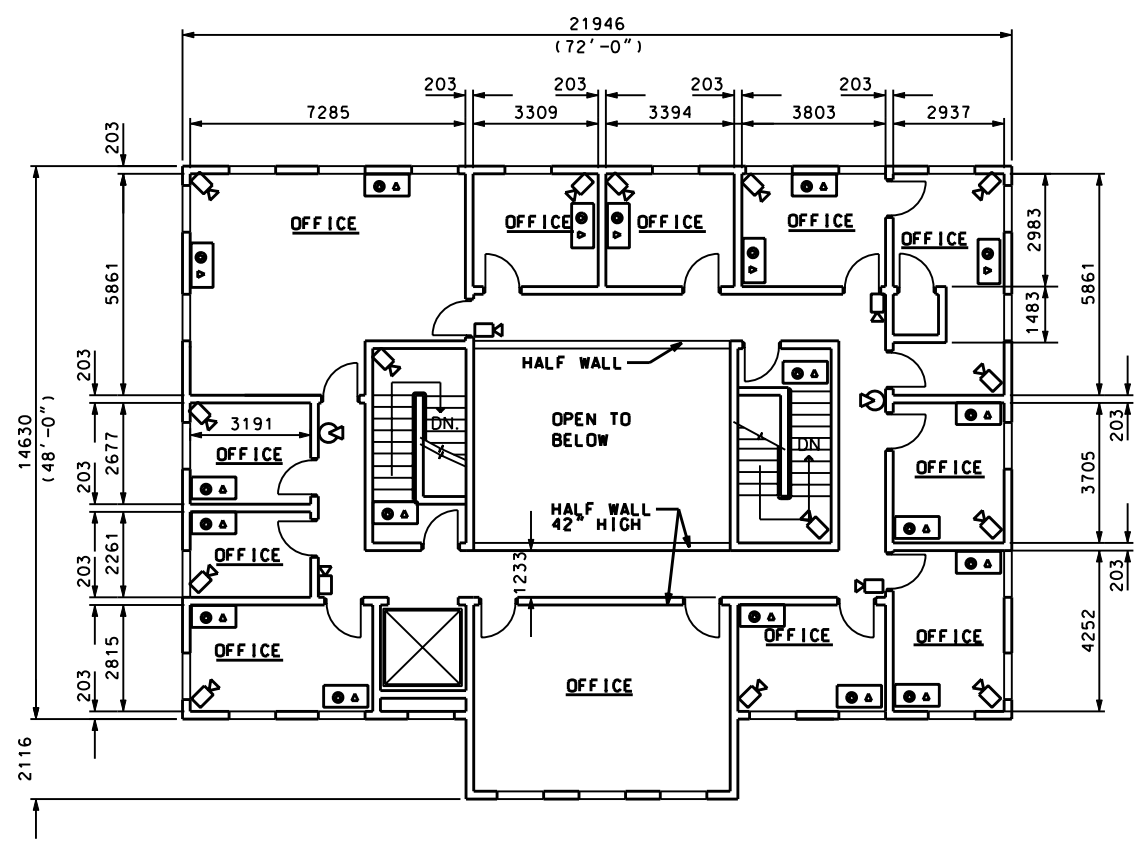 21946
(72'-0")
203
203
203
203
7285
3309
3394
3803
2937
203
OFFICE
OFFICE
OFFICE
OFFICE
OFFICE
2983
5861
5861
1483
203
HALF WALL
14630
(48'-0")
3191
2677
OFFICE
DN.
OPEN TO
BELOW
DN
OFFICE
203
3705
203
HALF WALL
42" HIGH
2261
OFFICE
1233
203
203
2815
OFFICE
OFFICE
OFFICE
OFFICE
4252
203
2116